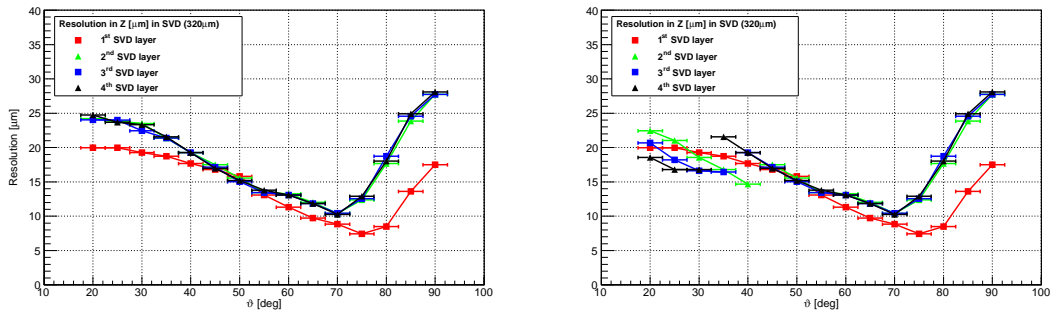 Resolution in Z [μm] in SVD (320μm)
1st SVD layer
2nd SVD layer
3rd SVD layer
4th SVD layer
Resolution [μm]
40
35
30
25
20
15
10
5
0
10 20 30 40 50 60 70 80 90 100
ϑ [deg]
Resolution in Z [μm] in SVD (320μm)
1st SVD layer
2nd SVD layer
3rd SVD layer
4th SVD layer
40
35
30
25
20
15
10
5
0
10 20 30 40 50 60 70 80 90 100
ϑ [deg]